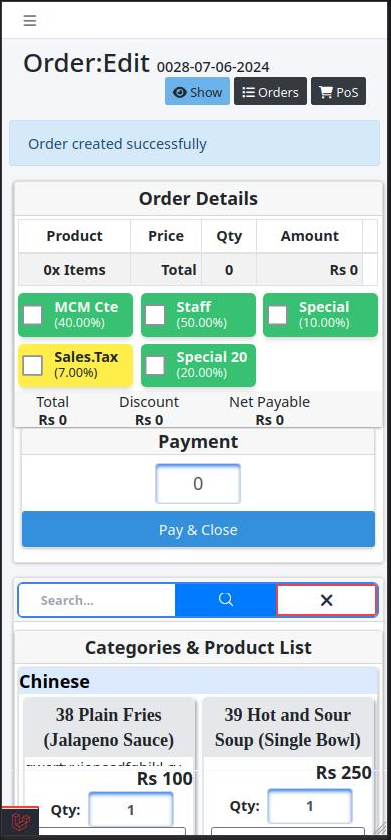 Order:Edit 0028-07-06-2024
Show Orders PoS
Order created successfully
Order Details
Product Price Qty Amount
0x Items Total 0 Rs 0
MCM Cte Staff Special
(40.00%) (50.00%) (10.00%)
Sales.Tax Special 20
(7.00%) (20.00%)
Total Discount Net Payable
Rs 0 Rs 0 Rs 0
Payment
0
Pay & Close
Search...
Categories & Product List
Chinese
38 Plain Fries 39 Hot and Sour
(Jalapeno Sauce) Soup (Single Bowl)
Rs 100 Rs 250
Qty: 1 Qty: 1